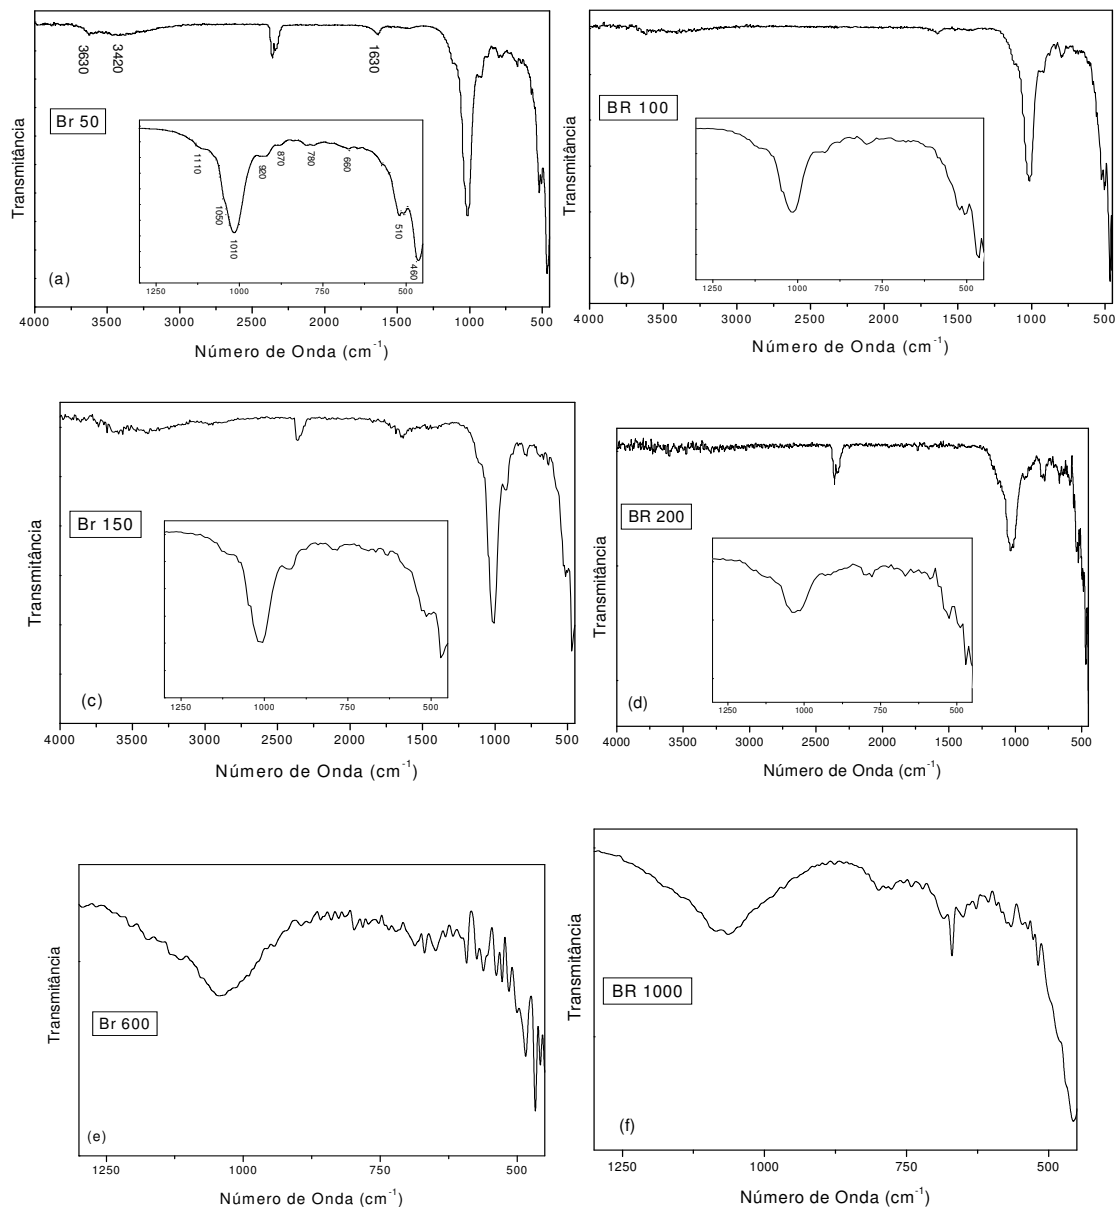 3630
3420
1630
Br 50
Transmitância
1110
1050
1010
920
870
780
660
510
460
1250 1000 750 500
(a)
4000 3500 3000 2500 2000 1500 1000 500
Número de Onda (cm-1)
BR 100
Transmitância
1250 1000 750 500
(b)
4000 3500 3000 2500 2000 1500 1000 500
Número de Onda (cm-1)
Br 150
Transmitância
1250 1000 750 500
(c)
4000 3500 3000 2500 2000 1500 1000 500
Número de Onda (cm-1)
BR 200
Transmitância
1250 1000 750 500
(d)
4000 3500 3000 2500 2000 1500 1000 500
Número de Onda (cm-1)
Br 600
Transmitância
(e)
1250 1000 750 500
Número de Onda (cm-1)
BR 1000
Transmitância
(f)
1250 1000 750 500
Número de Onda (cm-1)